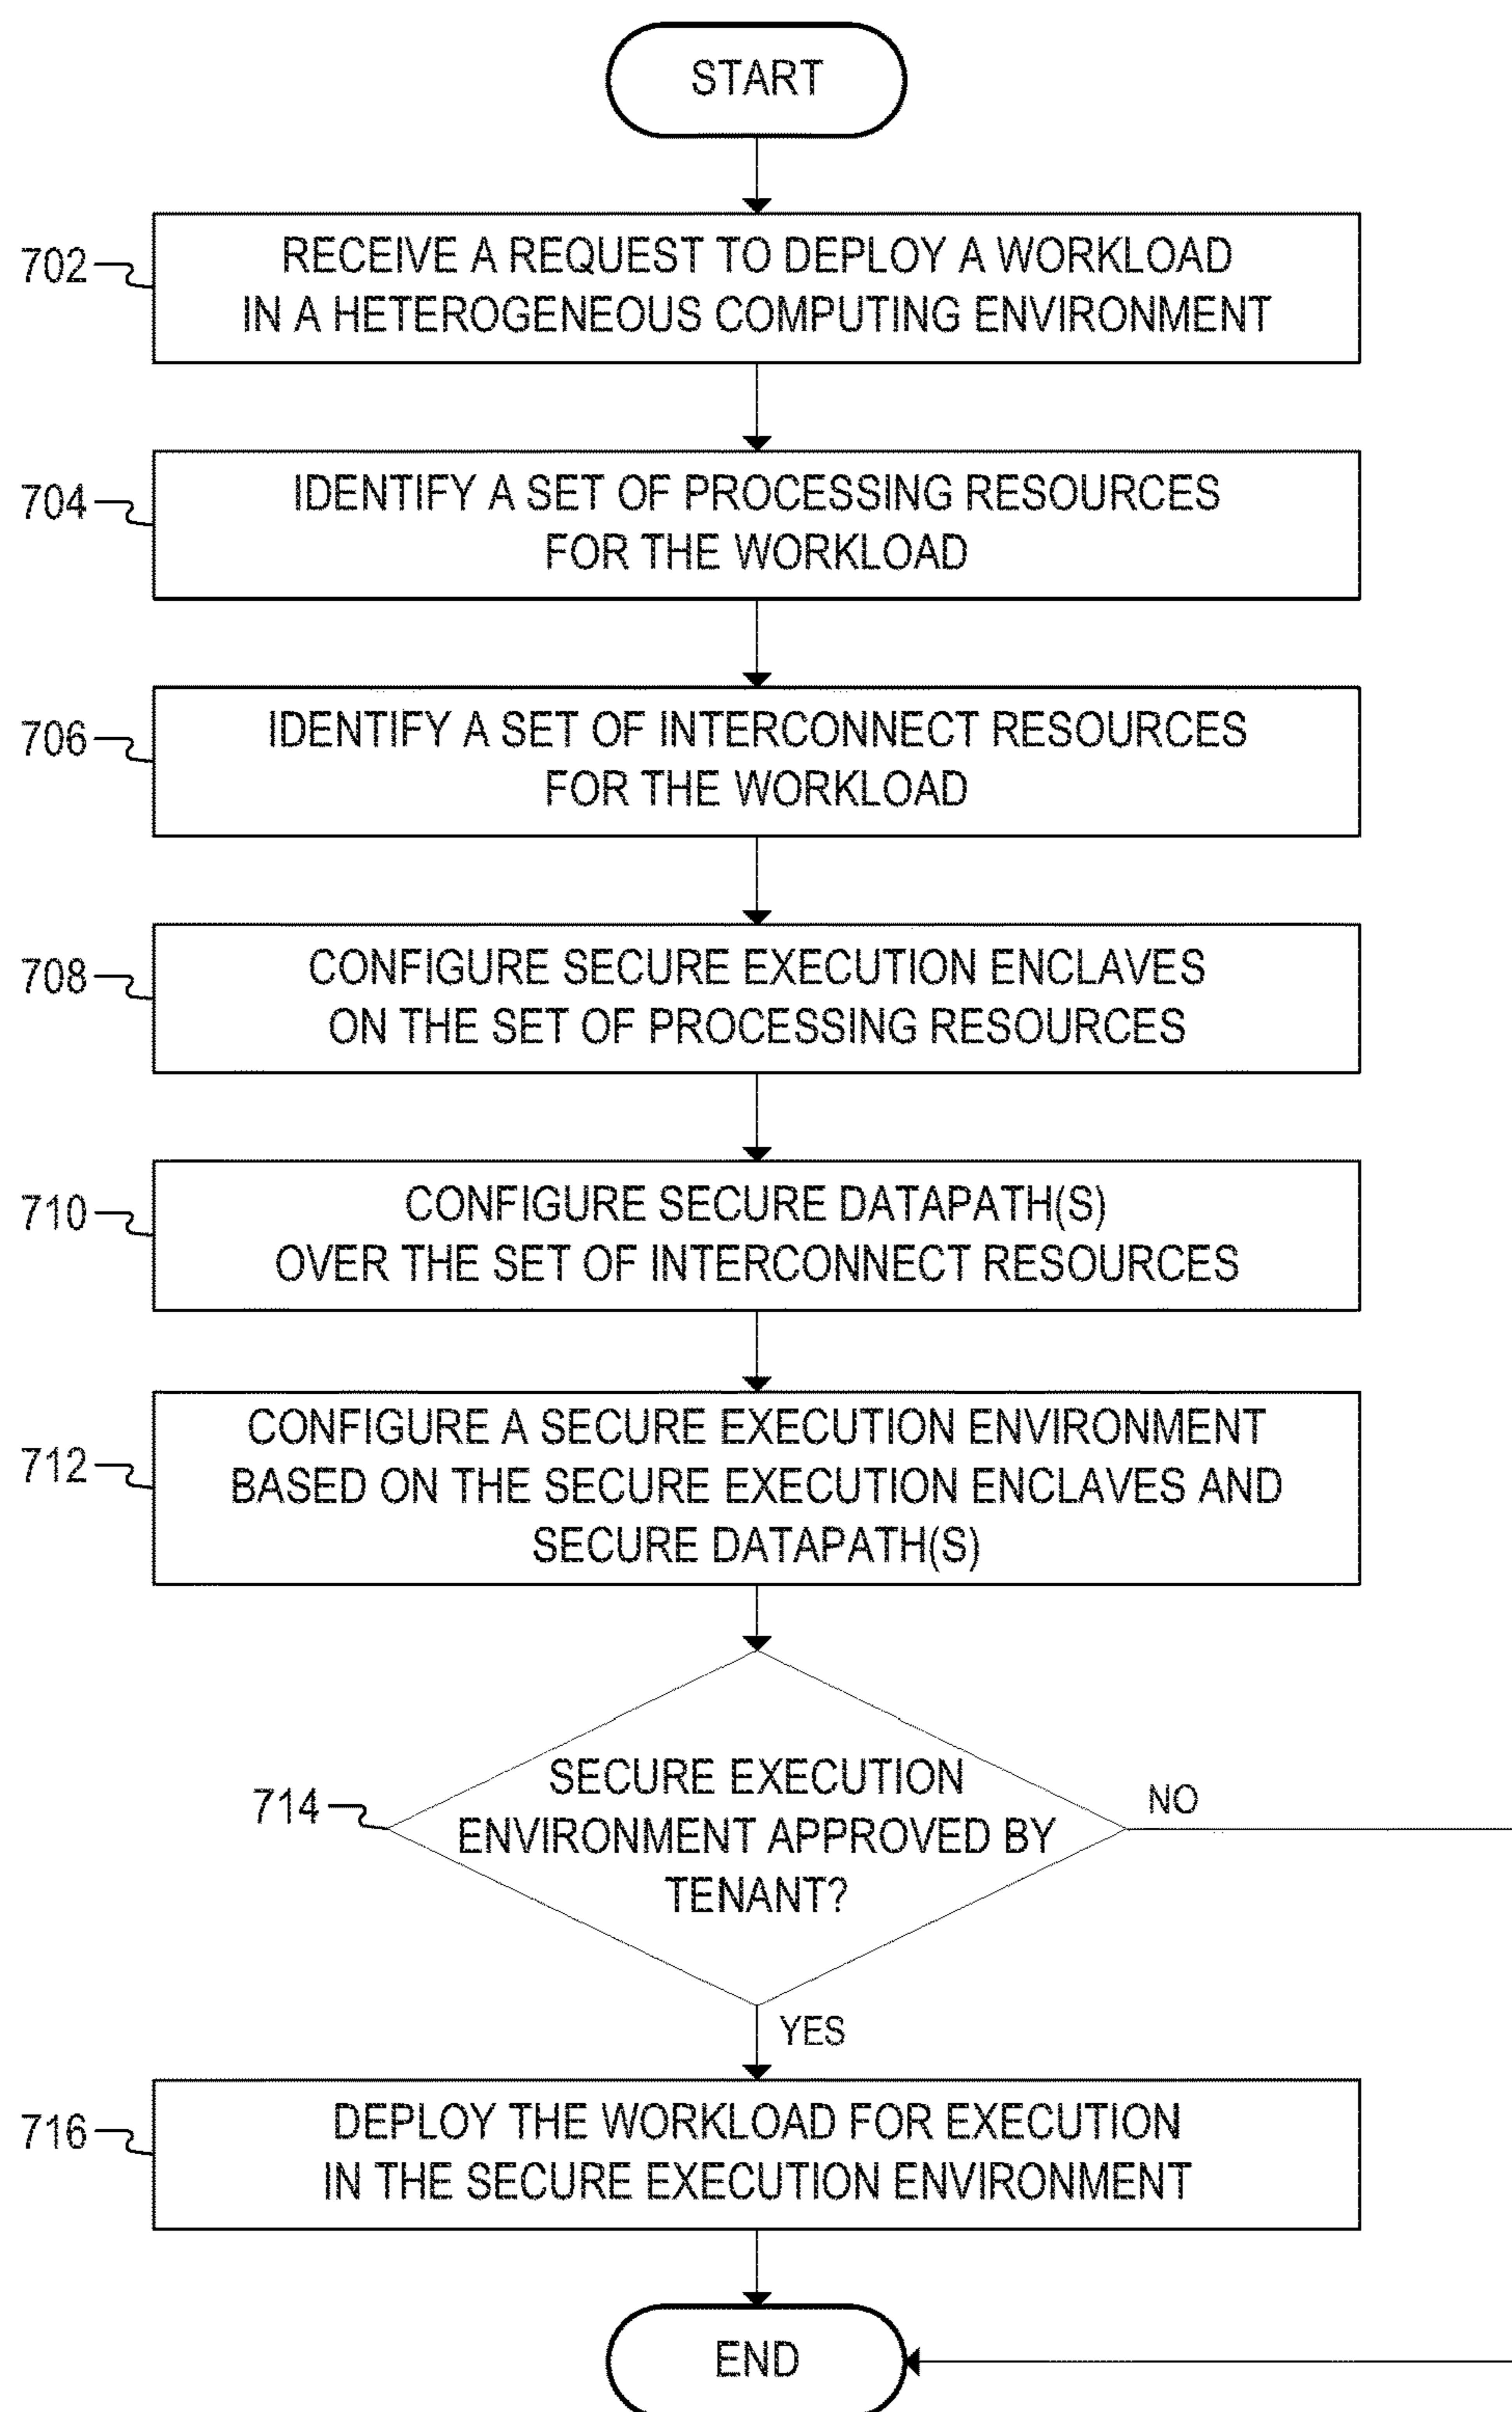 START
702
RECEIVE A REQUEST TO DEPLOY A WORKLOAD
IN A HETEROGENEOUS COMPUTING ENVIRONMENT
704
IDENTIFY A SET OF PROCESSING RESOURCES
FOR THE WORKLOAD
706
IDENTIFY A SET OF INTERCONNECT RESOURCES
FOR THE WORKLOAD
708
CONFIGURE SECURE EXECUTION ENCLAVES
ON THE SET OF PROCESSING RESOURCES
710
CONFIGURE SECURE DATAPATH(S)
OVER THE SET OF INTERCONNECT RESOURCES
712
CONFIGURE A SECURE EXECUTION ENVIRONMENT
BASED ON THE SECURE EXECUTION ENCLAVES AND
SECURE DATAPATH(S)
714
SECURE EXECUTION
ENVIRONMENT APPROVED BY
TENANT?
NO
YES
716
DEPLOY THE WORKLOAD FOR EXECUTION
IN THE SECURE EXECUTION ENVIRONMENT
END